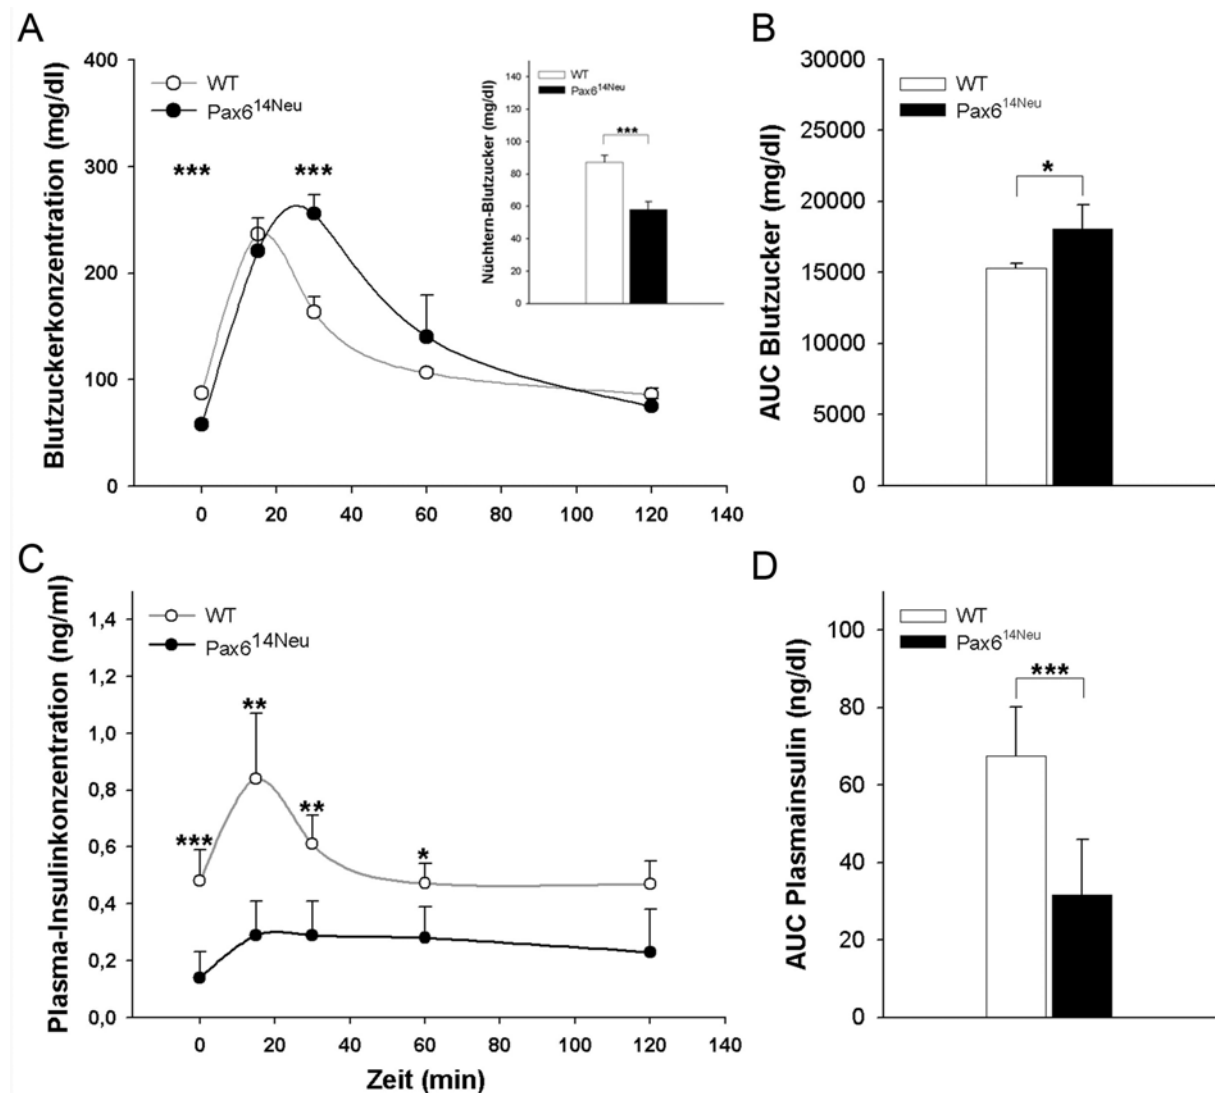 A
Blutzuckerkonzentration (mg/dl)
400
300
200
100
0
WT
Pax6^14Neu
***
***
0
20
40
60
80
100
120
140
Nüchtern-Blutzucker (mg/dl)
140
120
100
80
60
40
20
0
WT
Pax6^14Neu
***
B
AUC Blutzucker (mg/dl)
30000
25000
20000
15000
10000
5000
0
WT
Pax6^14Neu
*
C
Plasma-Insulinkonzentration (ng/ml)
1,4
1,2
1,0
0,8
0,6
0,4
0,2
0,0
WT
Pax6^14Neu
***
**
**
*
0
20
40
60
80
100
120
140
Zeit (min)
D
AUC Plasmainsulin (ng/dl)
100
80
60
40
20
0
WT
Pax6^14Neu
***